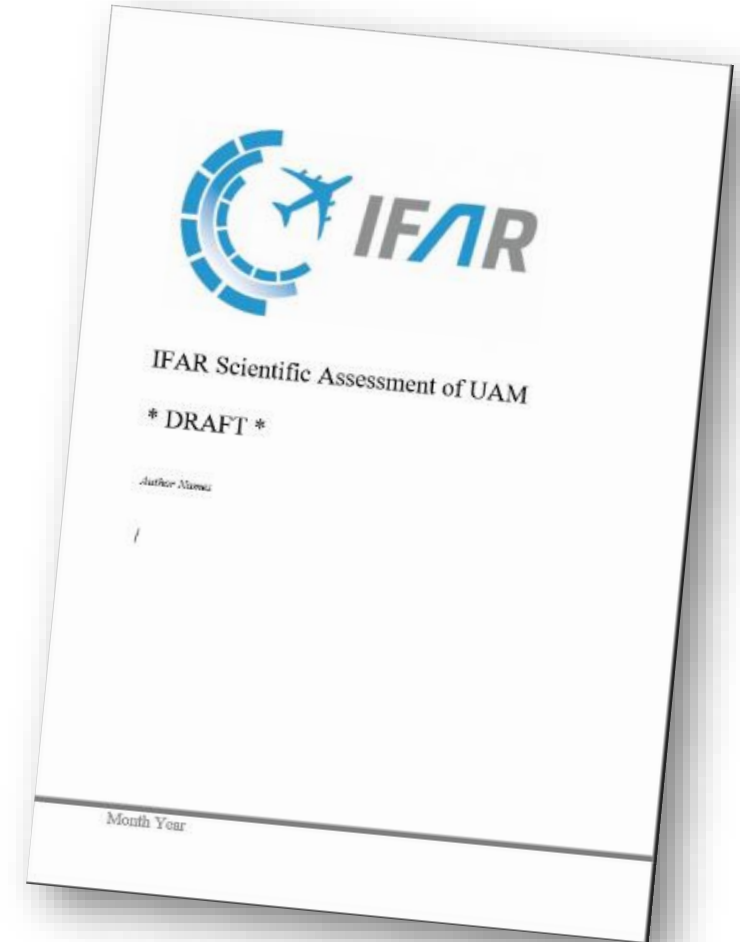 IFAR
IFAR Scientific Assessment of UAM
* DRAFT *
Author Names
Month Year